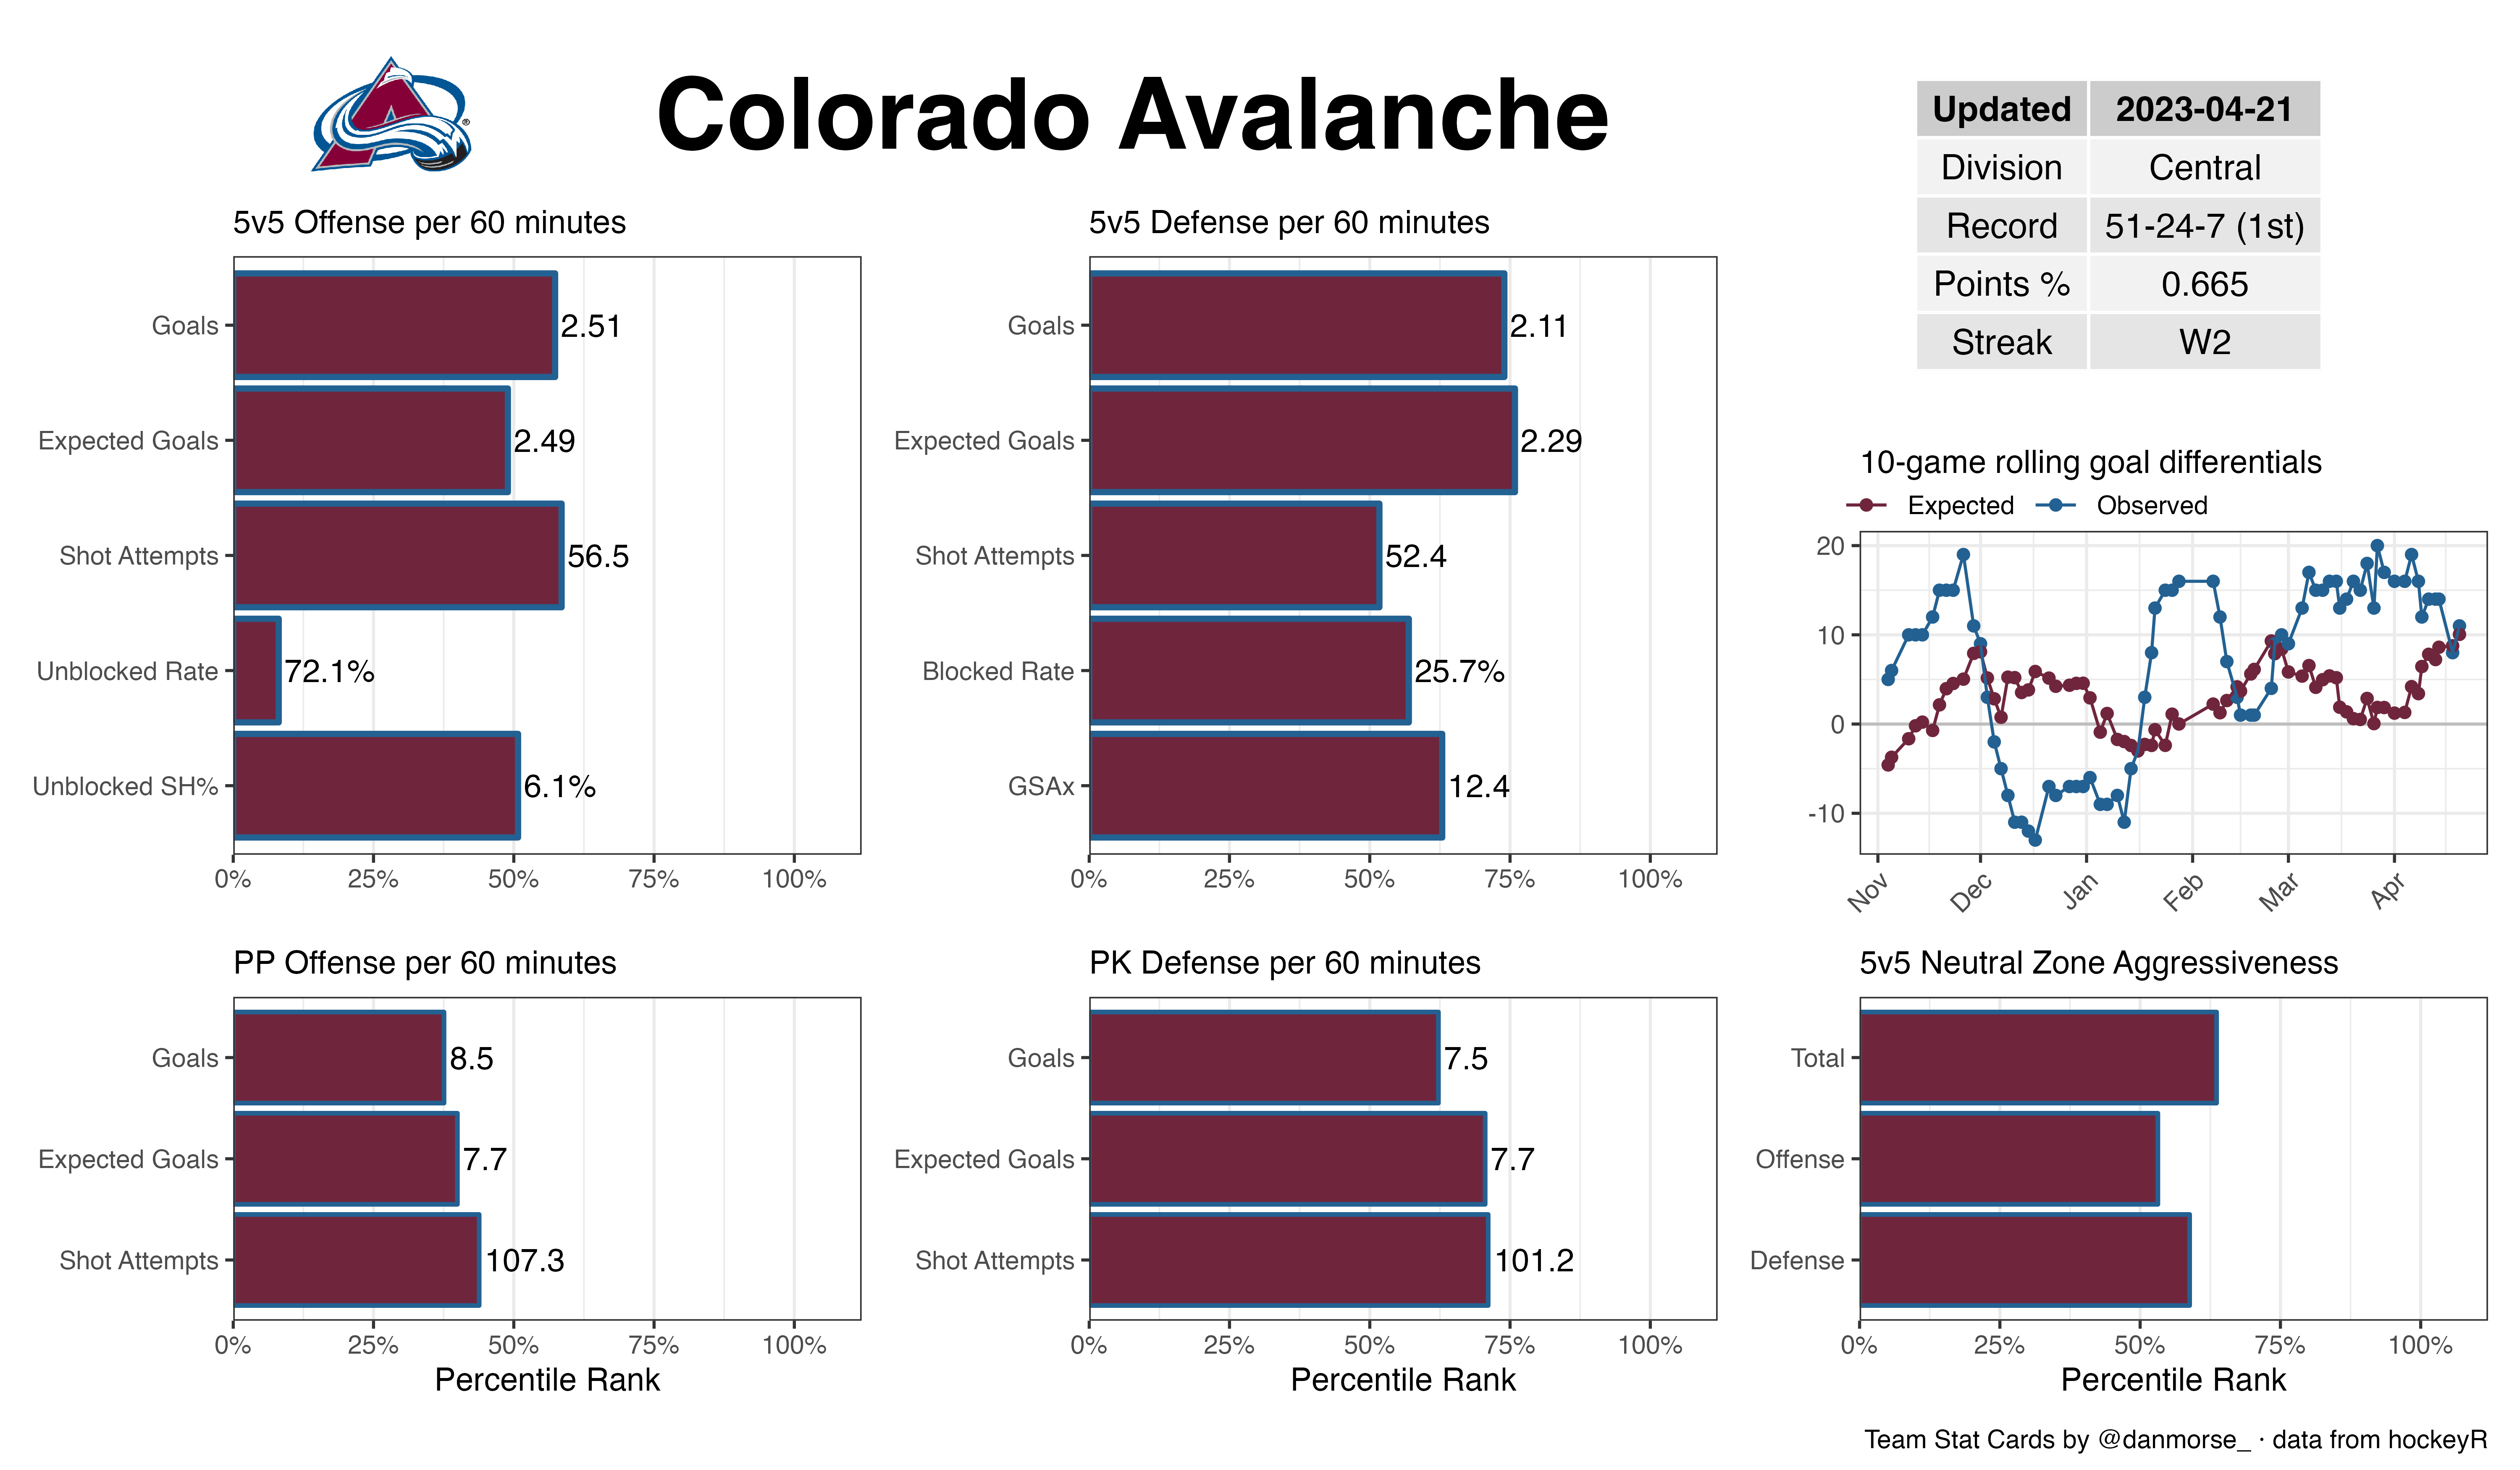 Colorado Avalanche
®
Updated 2023-04-21
Division Central
Record 51-24-7 (1st)
Points % 0.665
Streak W2
5v5 Offense per 60 minutes
Goals 2.51
Expected Goals 2.49
Shot Attempts 56.5
Unblocked Rate 72.1%
Unblocked SH% 6.1%
0% 25% 50% 75% 100%
5v5 Defense per 60 minutes
Goals 2.11
Expected Goals 2.29
Shot Attempts 52.4
Blocked Rate 25.7%
GSAx 12.4
0% 25% 50% 75% 100%
10-game rolling goal differentials
Expected Observed
20
10
0
-10
Nov Dec Jan Feb Mar Apr
PP Offense per 60 minutes
Goals 8.5
Expected Goals 7.7
Shot Attempts 107.3
0% 25% 50% 75% 100%
Percentile Rank
PK Defense per 60 minutes
Goals 7.5
Expected Goals 7.7
Shot Attempts 101.2
0% 25% 50% 75% 100%
Percentile Rank
5v5 Neutral Zone Aggressiveness
Total
Offense
Defense
0% 25% 50% 75% 100%
Percentile Rank
Team Stat Cards by @danmorse_ · data from hockeyR